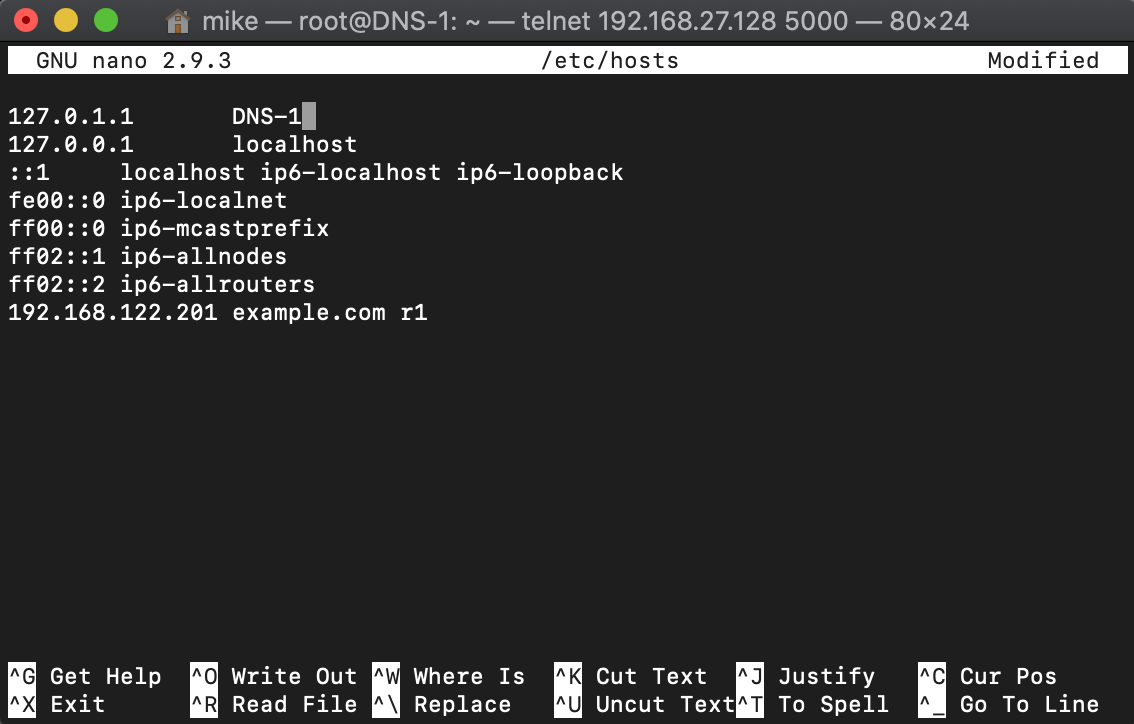 mike — root@DNS-1: ~ — telnet 192.168.27.128 5000 — 80×24
GNU nano 2.9.3 /etc/hosts Modified
127.0.1.1 DNS-1
127.0.0.1 localhost
::1 localhost ip6-localhost ip6-loopback
fe00::0 ip6-localnet
ff00::0 ip6-mcastprefix
ff02::1 ip6-allnodes
ff02::2 ip6-allrouters
192.168.122.201 example.com r1
^G Get Help ^O Write Out ^W Where Is ^K Cut Text ^J Justify ^C Cur Pos
^X Exit ^R Read File ^\ Replace ^U Uncut Text ^T To Spell ^_ Go To Line